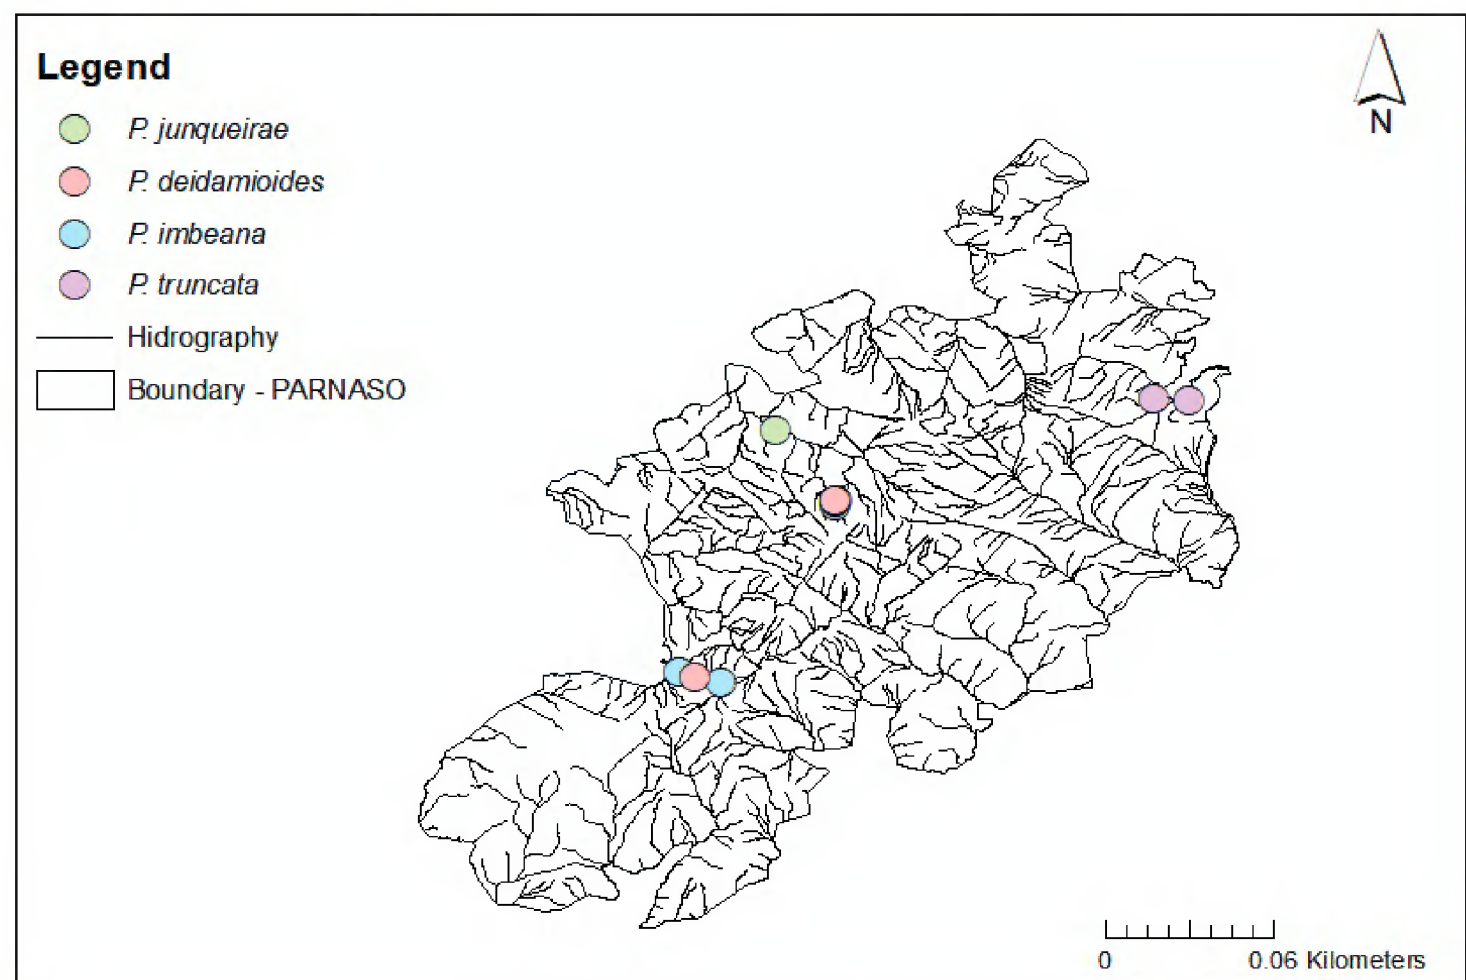 Legend
P. junqueirae
P. deidamioides
P. imbeana
P. truncata
Hidrography
Boundary - PARNASO
N
0 0.06 Kilometers